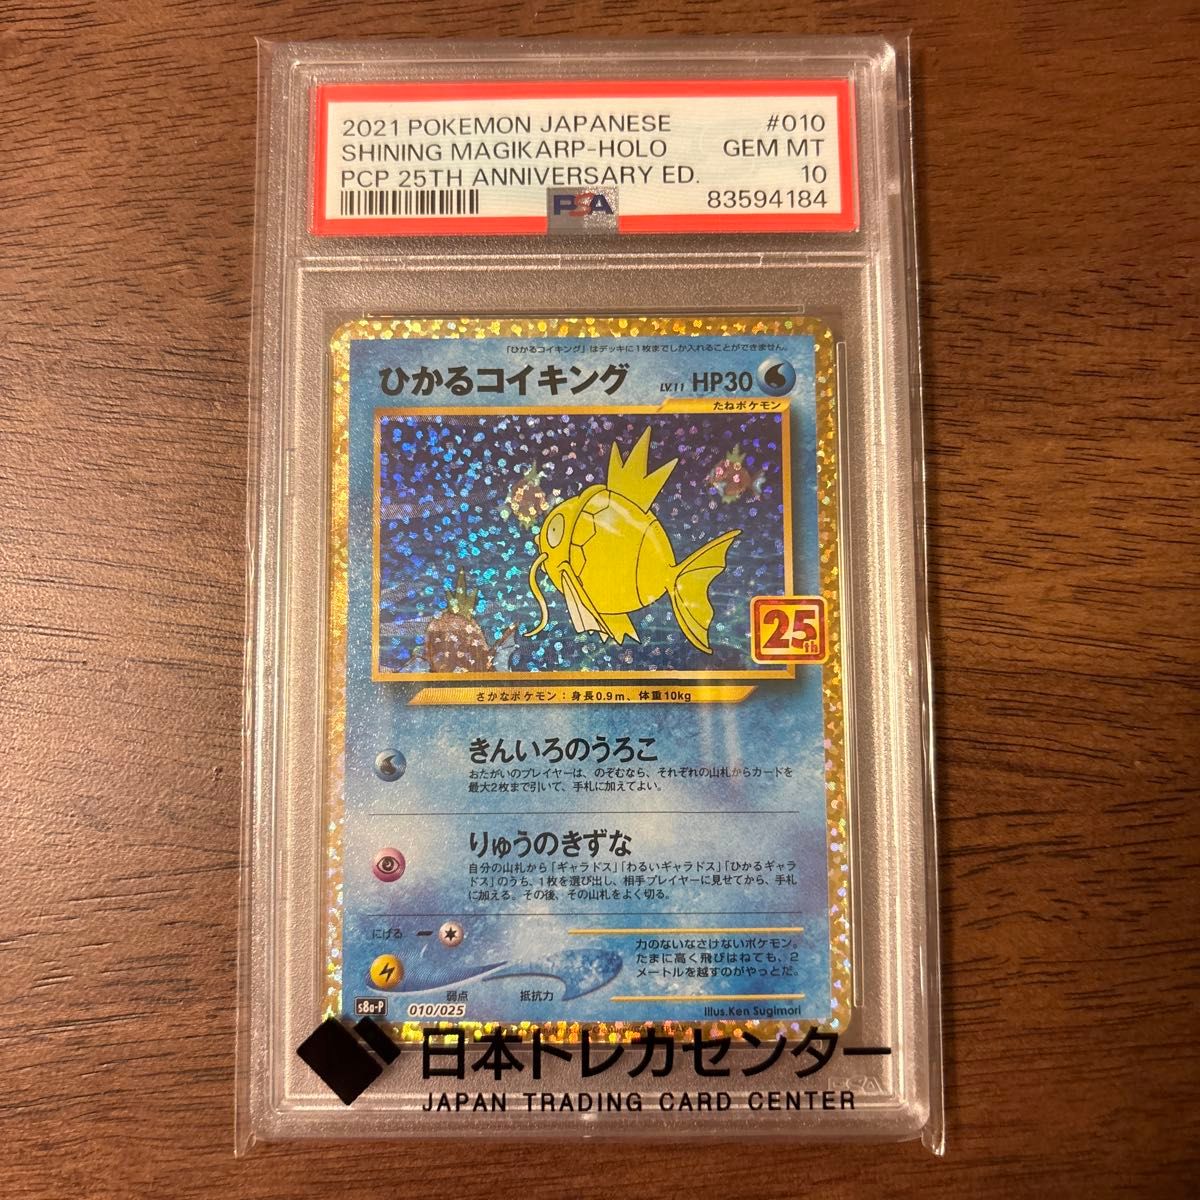 2021 POKEMON JAPANESE #010
SHINING MAGIKARP-HOLO GEM MT
PCP 25TH ANNIVERSARY ED. 10
PSA 83594184
「ひかるコイキング」はデッキに1枚までしか入れることができません。
ひかるコイキング LV.11 HP30
たねポケモン
25th
さかなポケモン：身長0.9m、体重10kg
きんいろのうろこ
おたがいのプレイヤーは、のぞむなら、それぞれの山札からカードを
最大2枚まで引いて、手札に加えてよい。
りゅうのきずな
自分の山札から「ギャラドス」「わるいギャラドス」「ひかるギャラ
ドス」のうち、1枚を選び出し、相手プレイヤーに見せてから、手札
に加える。その後、その山札をよく切る。
にげる
力のないなさけないポケモン。
たまに高く飛びはねても、2
メートルを越すのがやっとだ。
弱点 抵抗力
s8a-P 010/025 Illus.Ken Sugimori
日本トレカセンター
JAPAN TRADING CARD CENTER